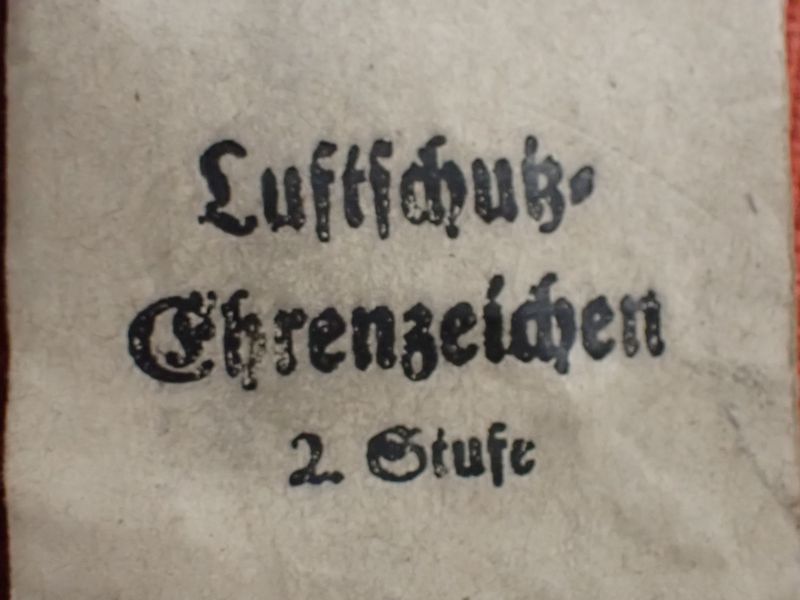 Luftschutz-
Ehrenzeichen
2. Stufe